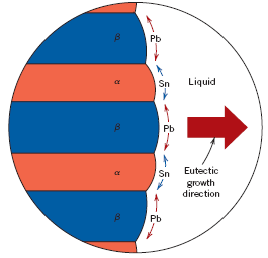 β
Pb
α
Sn
Liquid
β
Pb
α
Sn
Eutectic
growth
direction
β
Pb